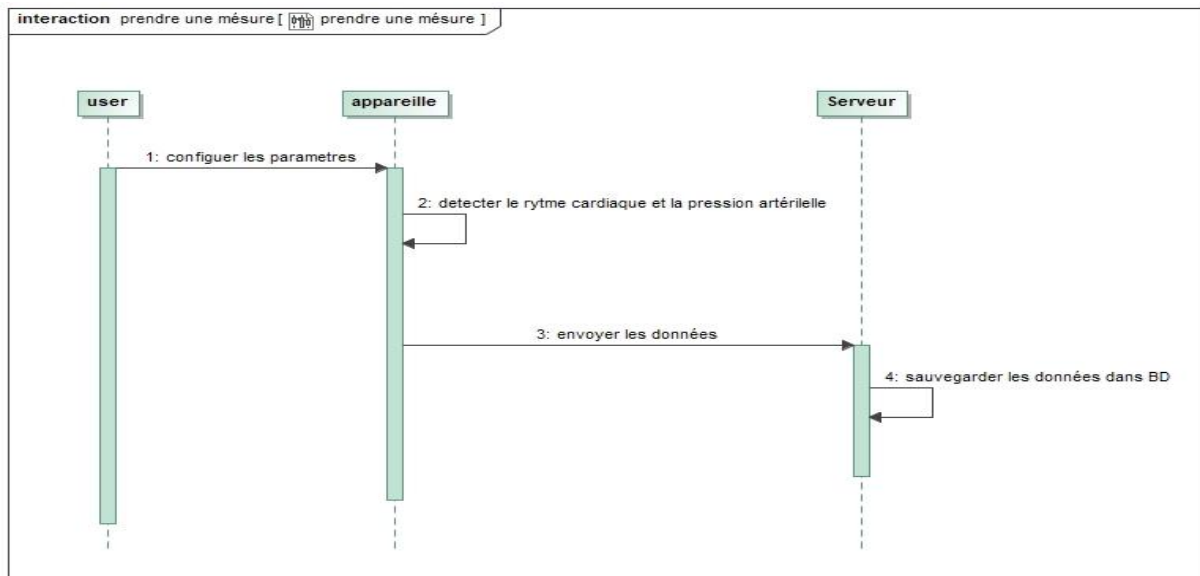 interaction prendre une mésure [ prendre une mésure ]
user
appareille
Serveur
1: configuer les parametres
2: detecter le rytme cardiaque et la pression artérilelle
3: envoyer les données
4: sauvegarder les données dans BD